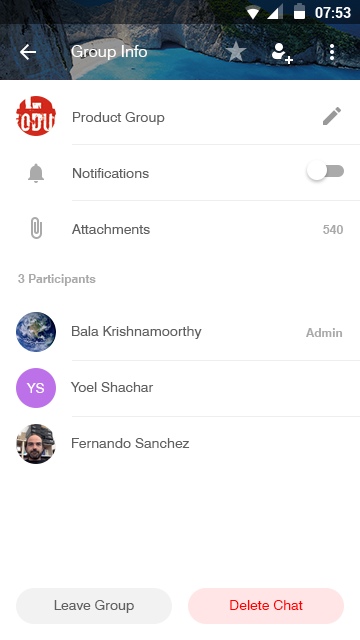 07:53
Group Info
Product Group
Notifications
Attachments 540
3 Participants
Bala Krishnamoorthy Admin
YS Yoel Shachar
Fernando Sanchez
Leave Group Delete Chat